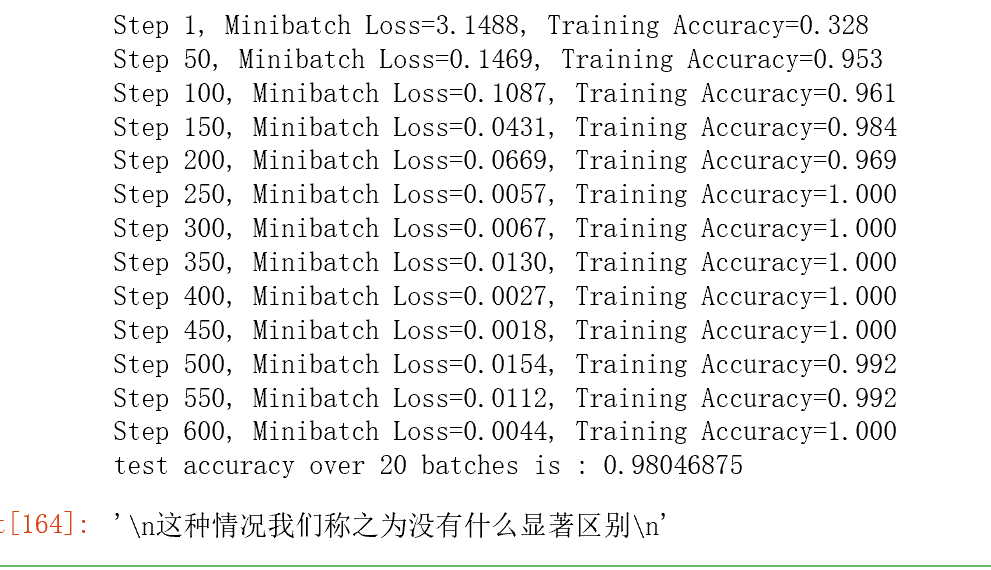 Step 1, Minibatch Loss=3.1488, Training Accuracy=0.328
Step 50, Minibatch Loss=0.1469, Training Accuracy=0.953
Step 100, Minibatch Loss=0.1087, Training Accuracy=0.961
Step 150, Minibatch Loss=0.0431, Training Accuracy=0.984
Step 200, Minibatch Loss=0.0669, Training Accuracy=0.969
Step 250, Minibatch Loss=0.0057, Training Accuracy=1.000
Step 300, Minibatch Loss=0.0067, Training Accuracy=1.000
Step 350, Minibatch Loss=0.0130, Training Accuracy=1.000
Step 400, Minibatch Loss=0.0027, Training Accuracy=1.000
Step 450, Minibatch Loss=0.0018, Training Accuracy=1.000
Step 500, Minibatch Loss=0.0154, Training Accuracy=0.992
Step 550, Minibatch Loss=0.0112, Training Accuracy=0.992
Step 600, Minibatch Loss=0.0044, Training Accuracy=1.000
test accuracy over 20 batches is : 0.98046875
t[164]: '\n这种情况我们称之为没有什么显著区别\n'